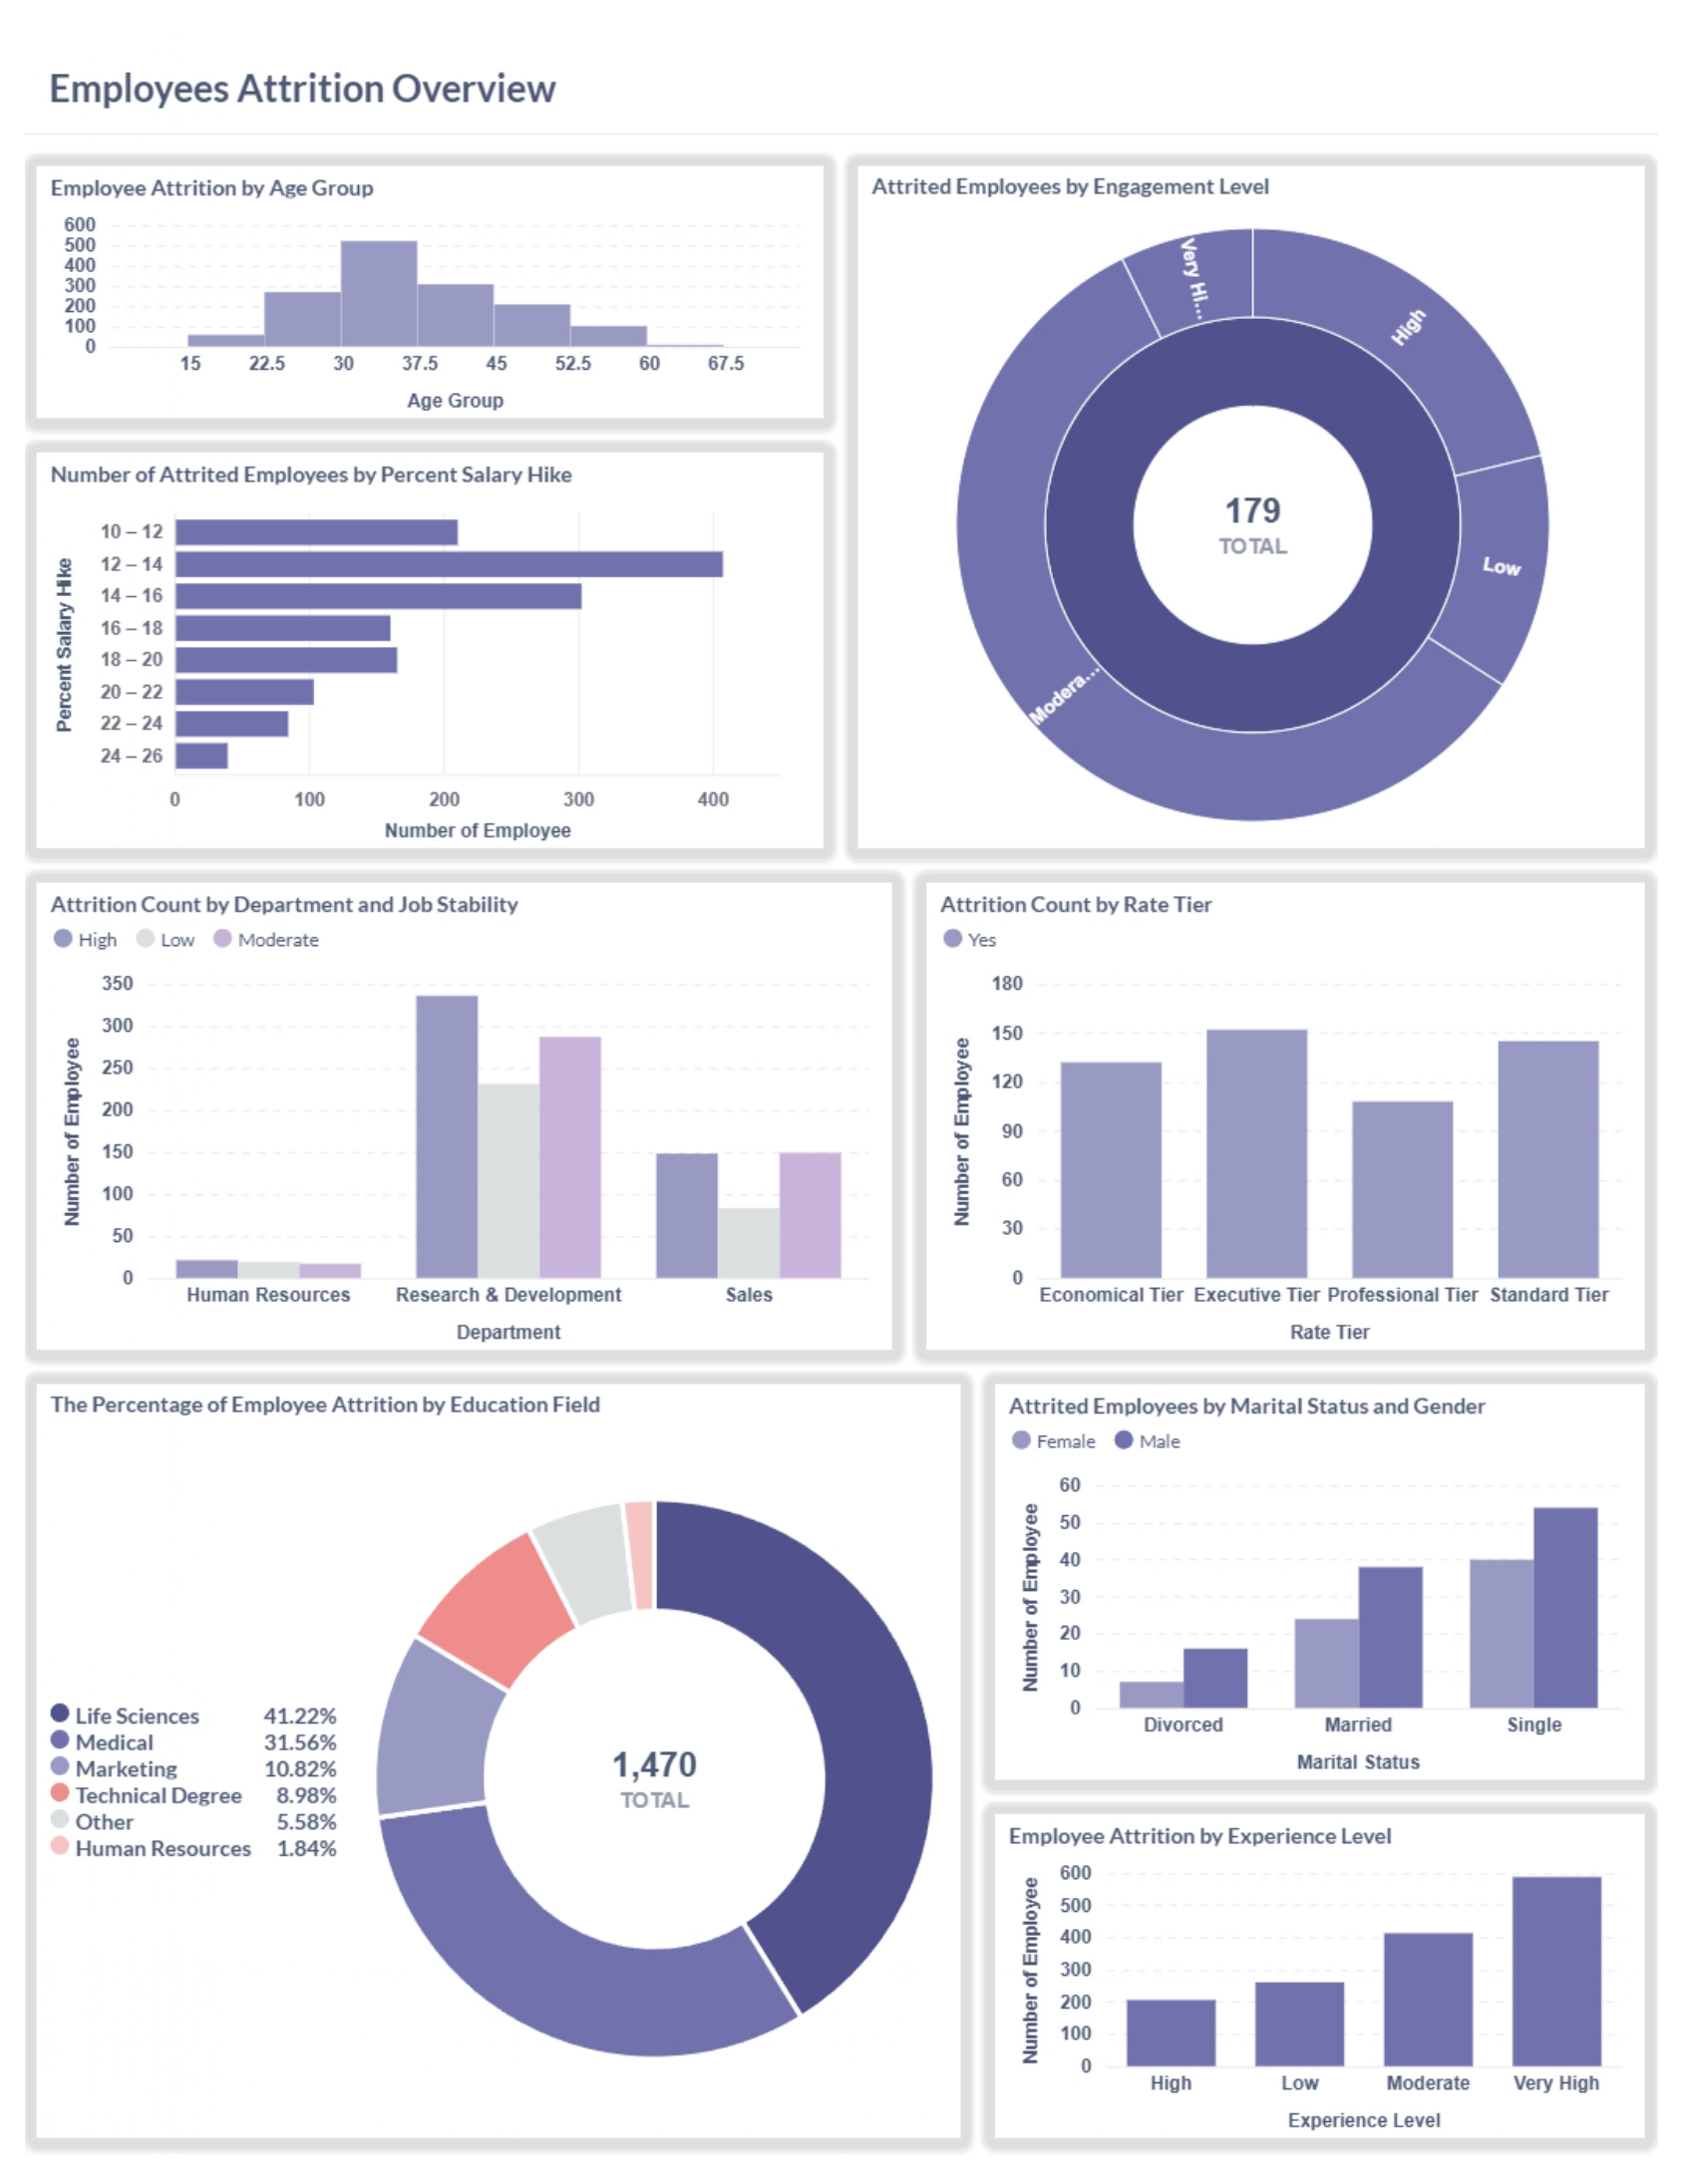 Employees Attrition Overview
Employee Attrition by Age Group
600
500
400
300
200
100
0
15 22.5 30 37.5 45 52.5 60 67.5
Age Group
Attrited Employees by Engagement Level
Very Hi...
High
Low
Modera...
179
TOTAL
Number of Attrited Employees by Percent Salary Hike
Percent Salary Hike
10 – 12
12 – 14
14 – 16
16 – 18
18 – 20
20 – 22
22 – 24
24 – 26
0 100 200 300 400
Number of Employee
Attrition Count by Department and Job Stability
High Low Moderate
Number of Employee
350
300
250
200
150
100
50
0
Human Resources Research & Development Sales
Department
Attrition Count by Rate Tier
Yes
Number of Employee
180
150
120
90
60
30
0
Economical Tier Executive Tier Professional Tier Standard Tier
Rate Tier
The Percentage of Employee Attrition by Education Field
Life Sciences 41.22%
Medical 31.56%
Marketing 10.82%
Technical Degree 8.98%
Other 5.58%
Human Resources 1.84%
1,470
TOTAL
Attrited Employees by Marital Status and Gender
Female Male
Number of Employee
60
50
40
30
20
10
0
Divorced Married Single
Marital Status
Employee Attrition by Experience Level
Number of Employee
600
500
400
300
200
100
0
High Low Moderate Very High
Experience Level